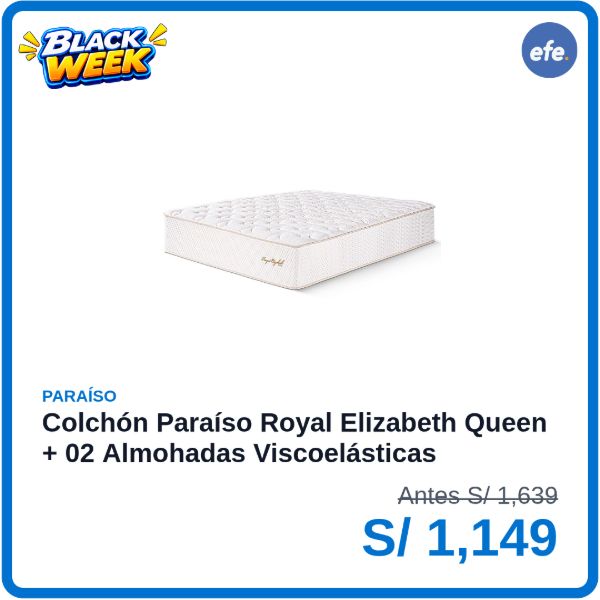 BLACK
WEEK
efe.
PARAÍSO
Colchón Paraíso Royal Elizabeth Queen
+ 02 Almohadas Viscoelásticas
Antes S/ 1,639
S/ 1,149